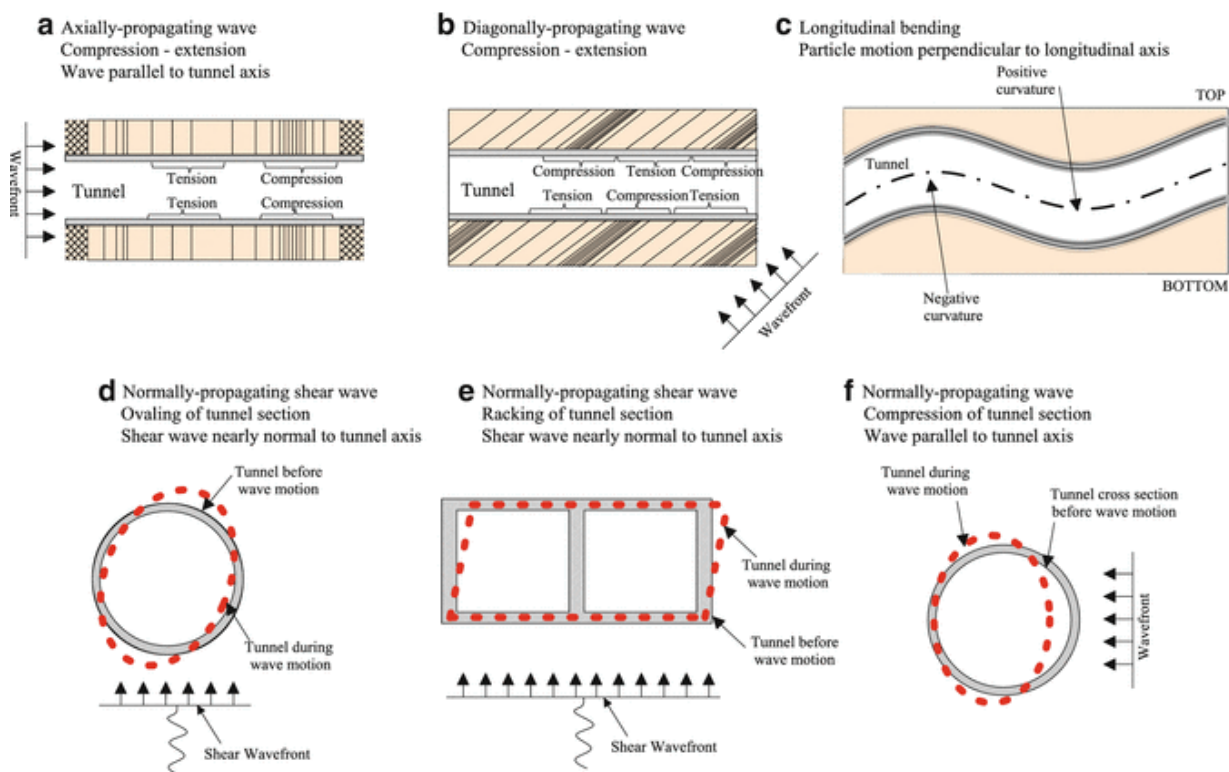 a Axially-propagating wave
Compression - extension
Wave parallel to tunnel axis
Wavefront
Tension
Compression
Tunnel
Tension
Compression
b Diagonally-propagating wave
Compression - extension
Compression Tension Compression
Tunnel
Tension Compression Tension
Wavefront
c Longitudinal bending
Particle motion perpendicular to longitudinal axis
Positive
curvature
TOP
Tunnel
Negative
curvature
BOTTOM
d Normally-propagating shear wave
Ovaling of tunnel section
Shear wave nearly normal to tunnel axis
Tunnel before
wave motion
Tunnel during
wave motion
Shear Wavefront
e Normally-propagating shear wave
Racking of tunnel section
Shear wave nearly normal to tunnel axis
Tunnel during
wave motion
Tunnel before
wave motion
Shear Wavefront
f Normally-propagating wave
Compression of tunnel section
Wave parallel to tunnel axis
Tunnel during
wave motion
Tunnel cross section
before wave motion
Wavefront